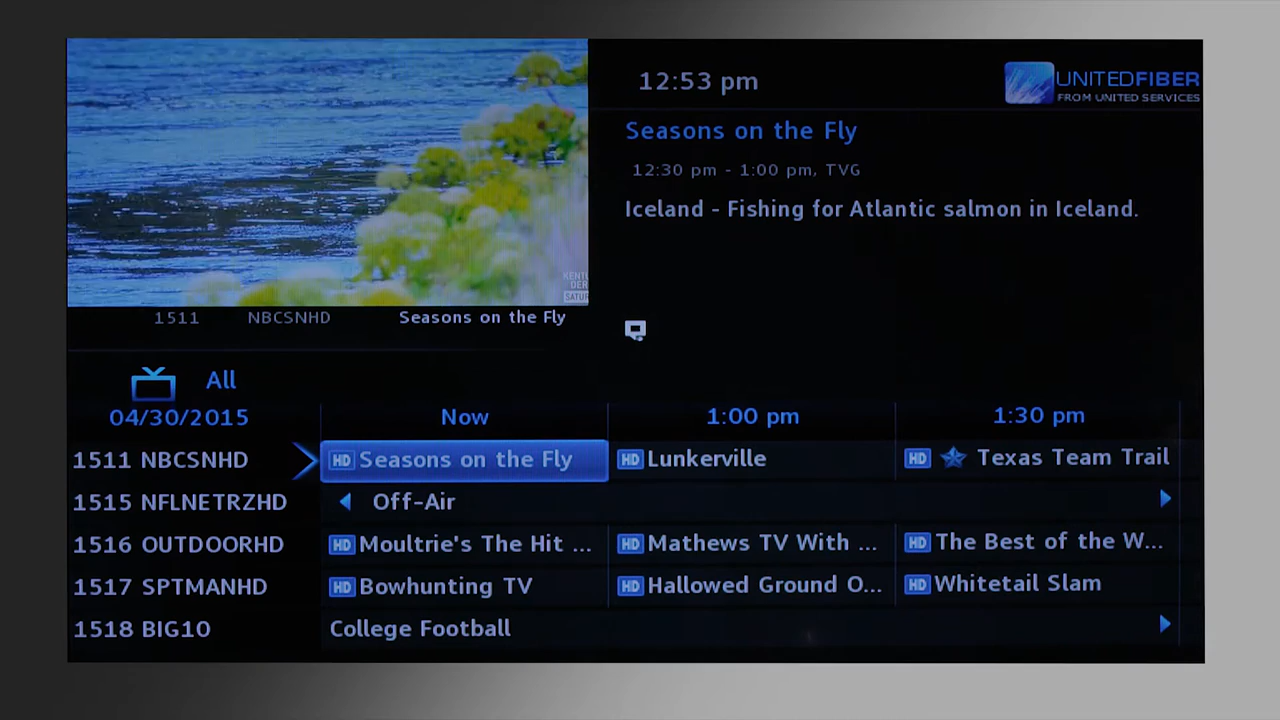 12:53 pm
UNITEDFIBER
FROM UNITED SERVICES
Seasons on the Fly
12:30 pm - 1:00 pm, TVG
Iceland - Fishing for Atlantic salmon in Iceland.
SATUR
1511 NBCSNHD Seasons on the Fly
All
04/30/2015 Now 1:00 pm 1:30 pm
1511 NBCSNHD HD Seasons on the Fly HD Lunkerville HD Texas Team Trail
1515 NFLNETRZHD Off-Air
1516 OUTDOORHD HD Moultrie's The Hit ... HD Mathews TV With ... HD The Best of the W...
1517 SPTMANHD HD Bowhunting TV HD Hallowed Ground O... HD Whitetail Slam
1518 BIG10 College Football